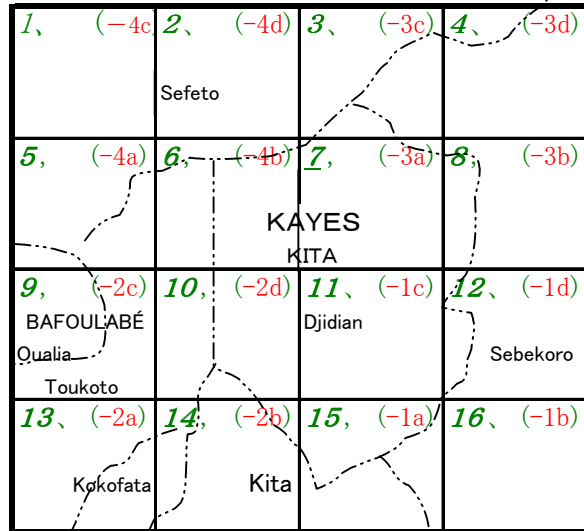 1、 (-4c) 2、 (-4d) 3、 (-3c) 4、 (-3d)
Sefeto
5, (-4a) 6, (-4b) 7, (-3a) 8, (-3b)
KAYES
KITA
9, (-2c) 10, (-2d) 11、 (-1c) 12、 (-1d)
BAFOULABÉ Djidian
Oualia Sebekoro
Toukoto
13、 (-2a) 14, (-2b) 15、 (-1a) 16、 (-1b)
Kokofata Kita